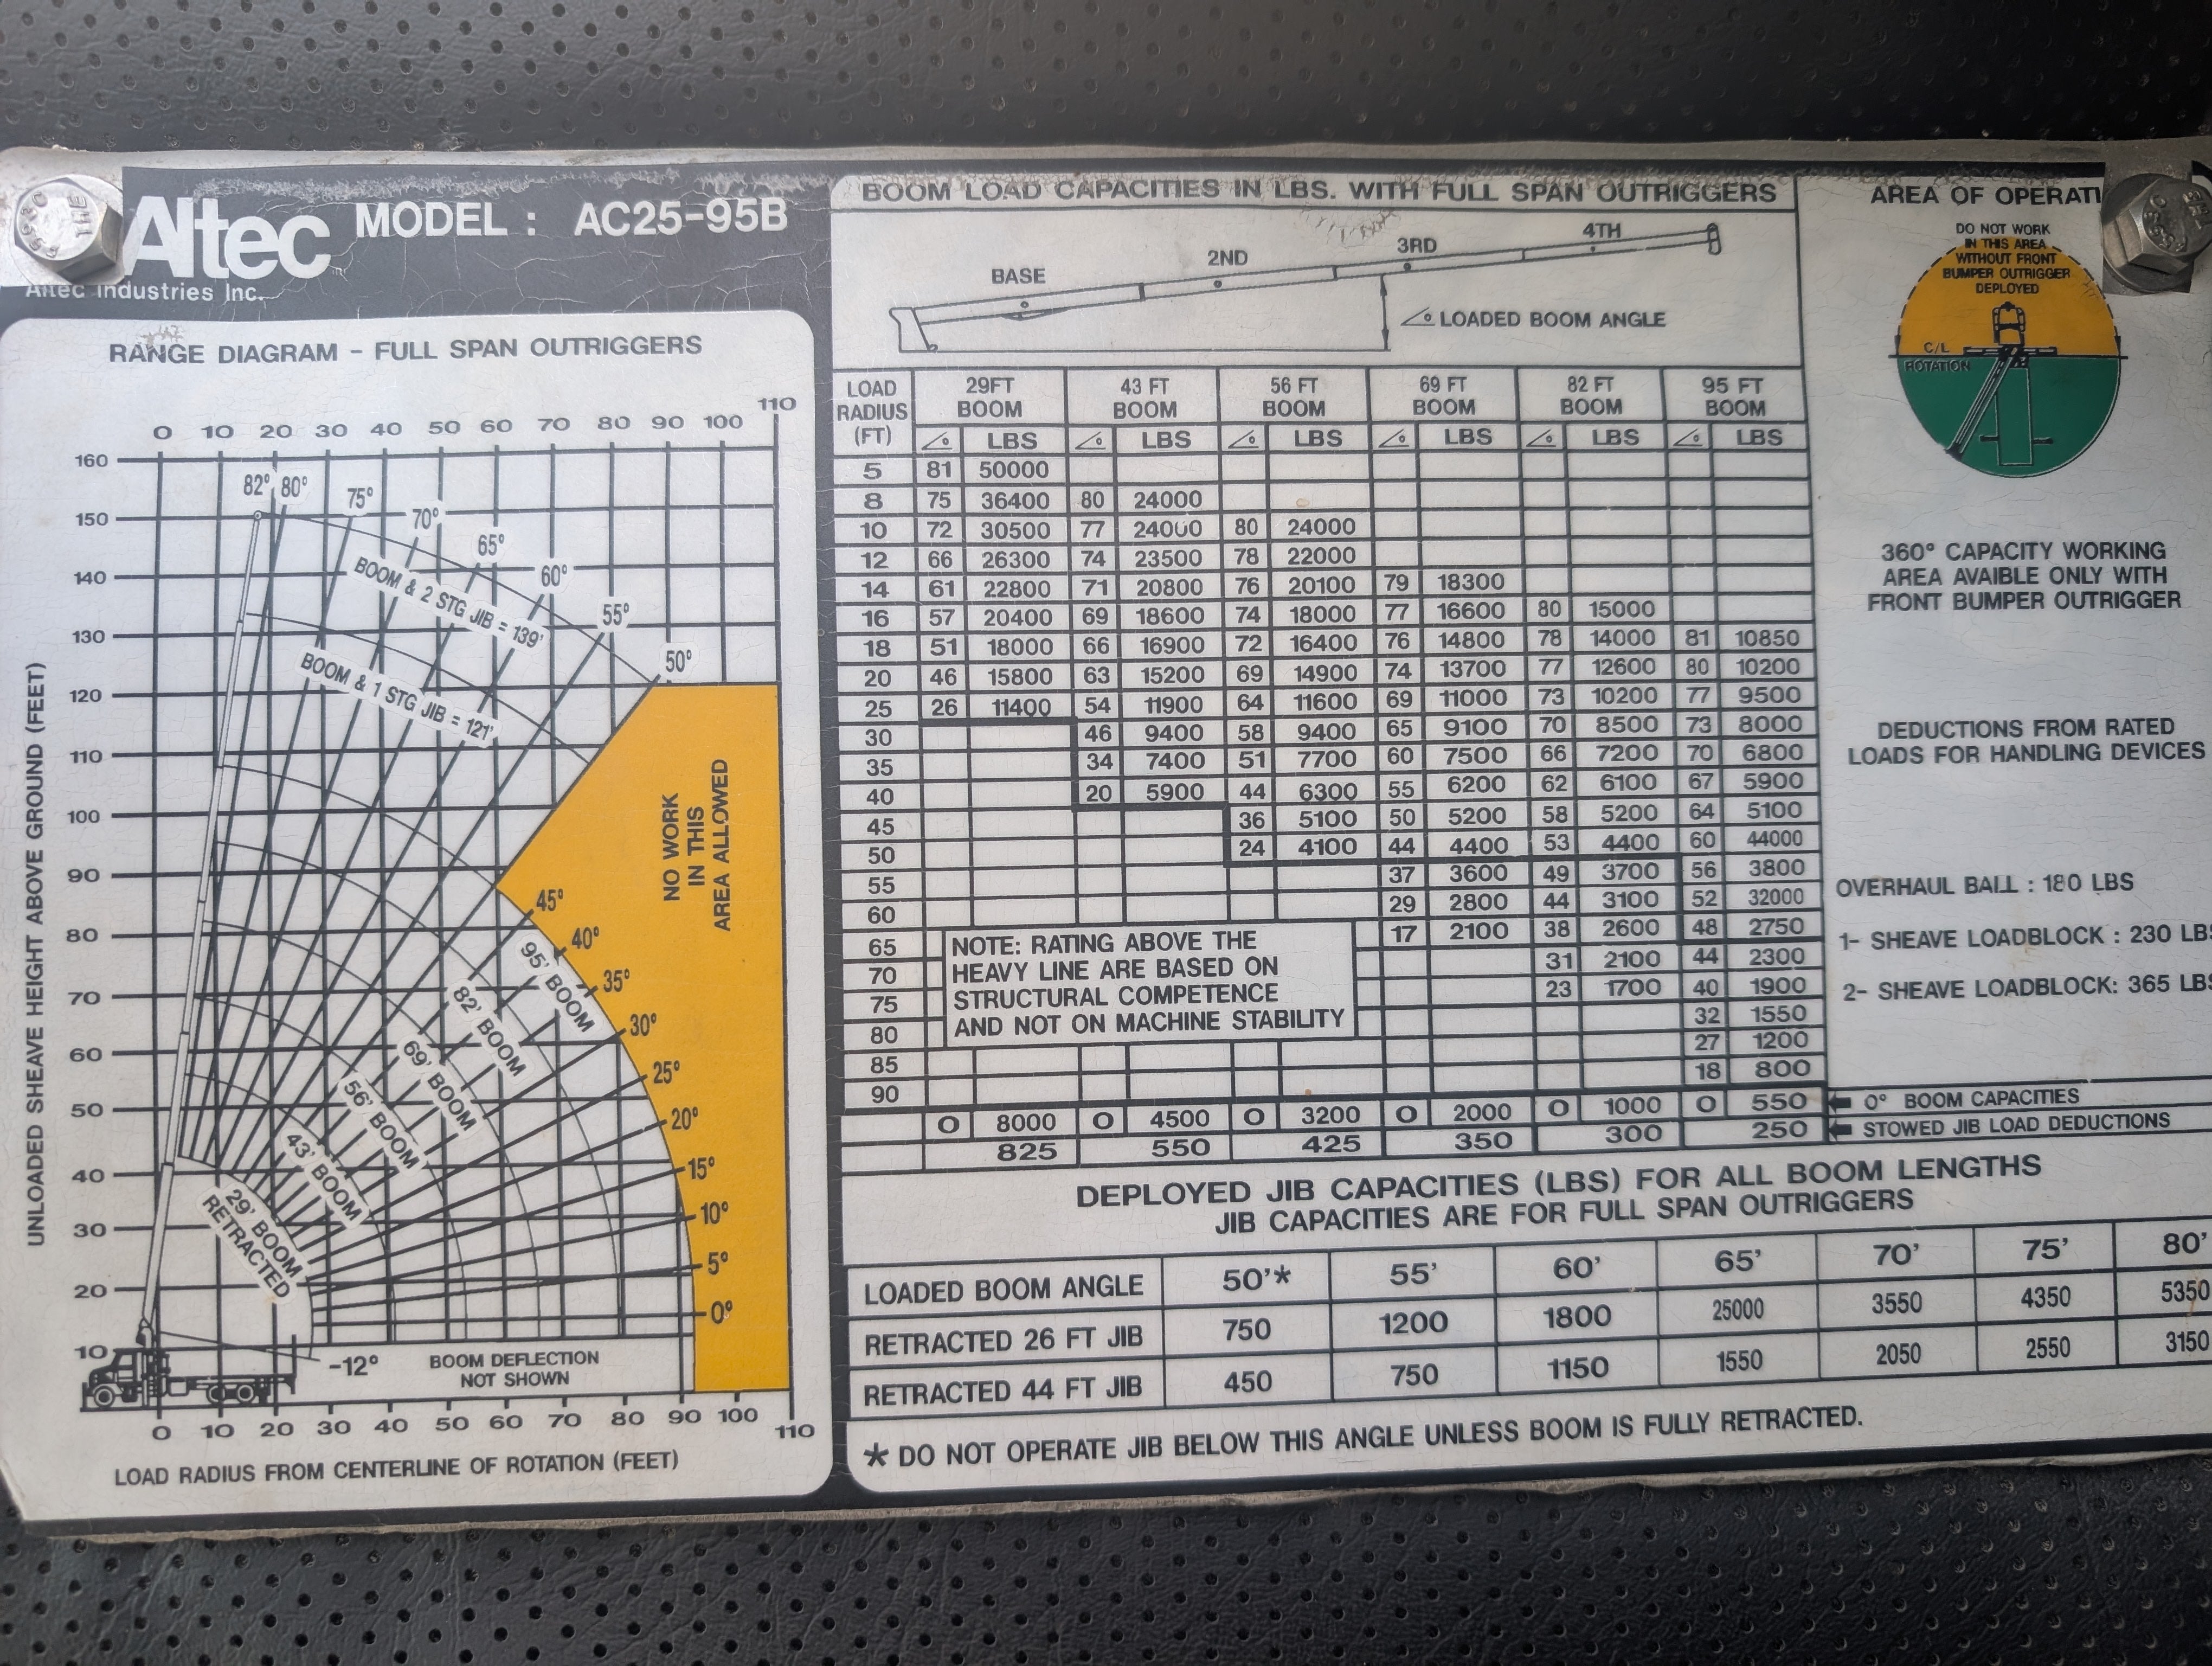 Altec
Altec Industries Inc.
MODEL : AC25-95B
RANGE DIAGRAM - FULL SPAN OUTRIGGERS
0 10 20 30 40 50 60 70 80 90 100 110
160
150
140
130
120
110
100
90
80
70
60
50
40
30
20
10
UNLOADED SHEAVE HEIGHT ABOVE GROUND (FEET)
82° 80° 75° 70° 65° 60° 55° 50°
BOOM & 2 STG JIB = 139'
BOOM & 1 STG JIB = 121'
NO WORK
IN THIS
AREA ALLOWED
45°
40°
35°
30°
25°
20°
15°
10°
5°
0°
95' BOOM
82' BOOM
69' BOOM
56' BOOM
43' BOOM
29' BOOM
RETRACTED
-12°
BOOM DEFLECTION
NOT SHOWN
0 10 20 30 40 50 60 70 80 90 100 110
LOAD RADIUS FROM CENTERLINE OF ROTATION (FEET)
BOOM LOAD CAPACITIES IN LBS. WITH FULL SPAN OUTRIGGERS
BASE 2ND 3RD 4TH
LOADED BOOM ANGLE
LOAD RADIUS (FT) 29FT BOOM 43 FT BOOM 56 FT BOOM 69 FT BOOM 82 FT BOOM 95 FT BOOM
LBS LBS LBS LBS LBS LBS
5 81 50000
8 75 36400 80 24000
10 72 30500 77 24000 80 24000
12 66 26300 74 23500 78 22000
14 61 22800 71 20800 76 20100 79 18300
16 57 20400 69 18600 74 18000 77 16600 80 15000
18 51 18000 66 16900 72 16400 76 14800 78 14000 81 10850
20 46 15800 63 15200 69 14900 74 13700 77 12600 80 10200
25 26 11400 54 11900 64 11600 69 11000 73 10200 77 9500
30 46 9400 58 9400 65 9100 70 8500 73 8000
35 34 7400 51 7700 60 7500 66 7200 70 6800
40 20 5900 44 6300 55 6200 62 6100 67 5900
45 36 5100 50 5200 58 5200 64 5100
50 24 4100 44 4400 53 4400 60 44000
55 37 3600 49 3700 56 3800
60 29 2800 44 3100 52 32000
65 17 2100 38 2600 48 2750
70 31 2100 44 2300
75 23 1700 40 1900
80 32 1550
85 27 1200
90 18 800
0 8000 0 4500 0 3200 0 2000 0 1000 0 550 0° BOOM CAPACITIES
825 550 425 350 300 250 STOWED JIB LOAD DEDUCTIONS
NOTE: RATING ABOVE THE
HEAVY LINE ARE BASED ON
STRUCTURAL COMPETENCE
AND NOT ON MACHINE STABILITY
DEPLOYED JIB CAPACITIES (LBS) FOR ALL BOOM LENGTHS
JIB CAPACITIES ARE FOR FULL SPAN OUTRIGGERS
LOADED BOOM ANGLE 50'* 55' 60' 65' 70' 75' 80'
RETRACTED 26 FT JIB 750 1200 1800 25000 3550 4350 5350
RETRACTED 44 FT JIB 450 750 1150 1550 2050 2550 3150
* DO NOT OPERATE JIB BELOW THIS ANGLE UNLESS BOOM IS FULLY RETRACTED.
AREA OF OPERATI
DO NOT WORK
IN THIS AREA
WITHOUT FRONT
BUMPER OUTRIGGER
DEPLOYED
C/L
ROTATION
360° CAPACITY WORKING
AREA AVAIBLE ONLY WITH
FRONT BUMPER OUTRIGGER
DEDUCTIONS FROM RATED
LOADS FOR HANDLING DEVICES
OVERHAUL BALL : 180 LBS
1- SHEAVE LOADBLOCK : 230 LBS
2- SHEAVE LOADBLOCK: 365 LBS